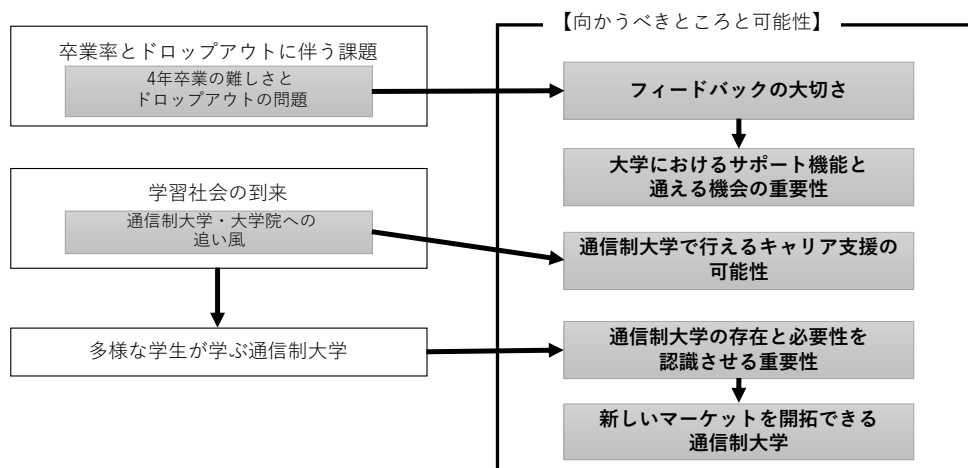 【向かうべきところと可能性】
卒業率とドロップアウトに伴う課題
4年卒業の難しさと
ドロップアウトの問題
フィードバックの大切さ
大学におけるサポート機能と
通える機会の重要性
学習社会の到来
通信制大学・大学院への
追い風
通信制大学で行えるキャリア支援の
可能性
多様な学生が学ぶ通信制大学
通信制大学の存在と必要性を
認識させる重要性
新しいマーケットを開拓できる
通信制大学